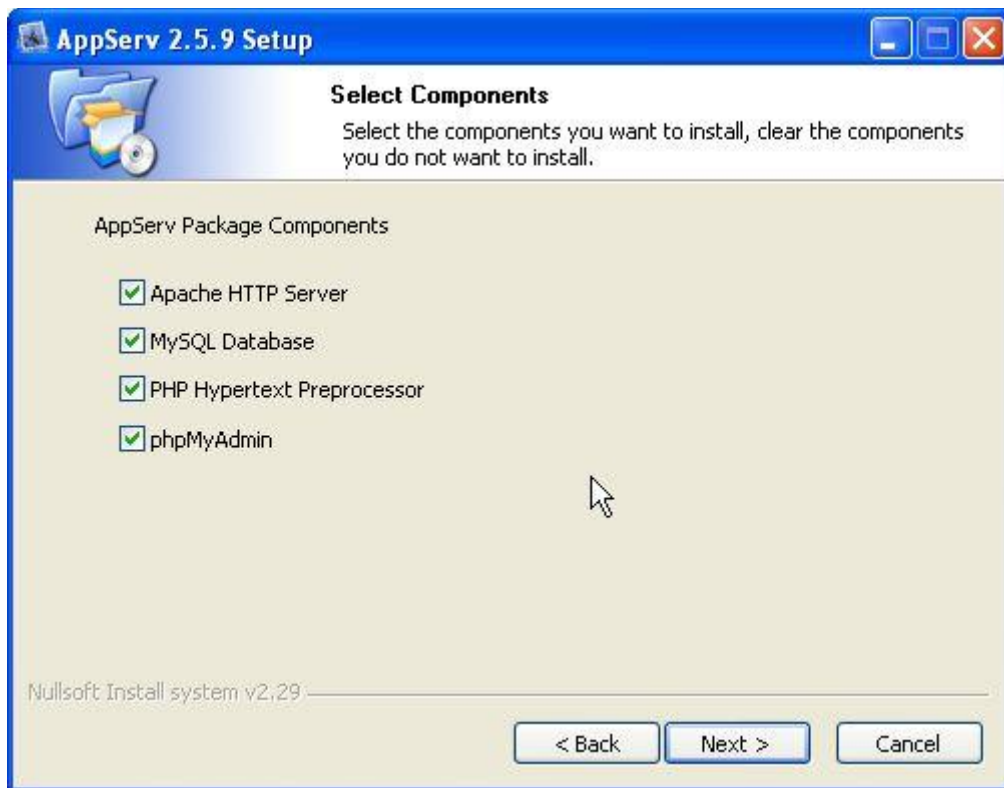 AppServ 2.5.9 Setup
Select Components
Select the components you want to install, clear the components
you do not want to install.
AppServ Package Components
Apache HTTP Server
MySQL Database
PHP Hypertext Preprocessor
phpMyAdmin
Nullsoft Install system v2.29
< Back
Next >
Cancel